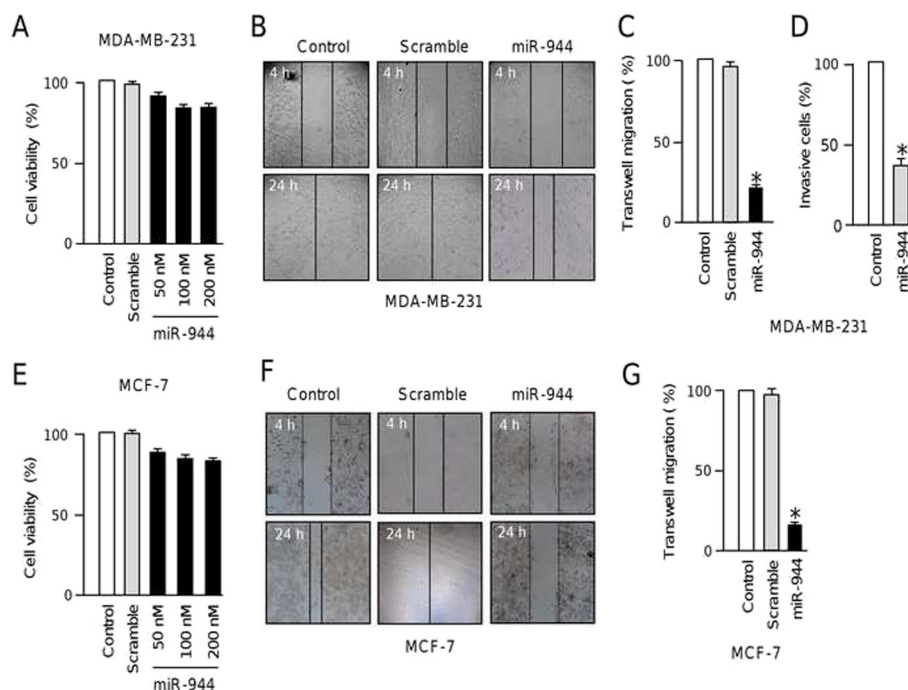 A
MDA-MB-231
Cell viability (%)
100
50
0
Control
Scramble
50 nM
100 nM
200 nM
miR-944
B
Control
Scramble
miR-944
4 h
4 h
4 h
24 h
24 h
24 h
MDA-MB-231
C
Transwell migration ( %)
100
50
0
Control
Scramble
*
miR-944
D
Invasive cells (%)
100
50
0
Control
*
miR-944
MDA-MB-231
E
MCF-7
Cell viability (%)
100
50
0
Control
Scramble
50 nM
100 nM
200 nM
miR-944
F
Control
Scramble
miR-944
4 h
4 h
4 h
24 h
24 h
24 h
MCF-7
G
Transwell migration ( %)
100
50
0
Control
Scramble
*
miR-944
MCF-7